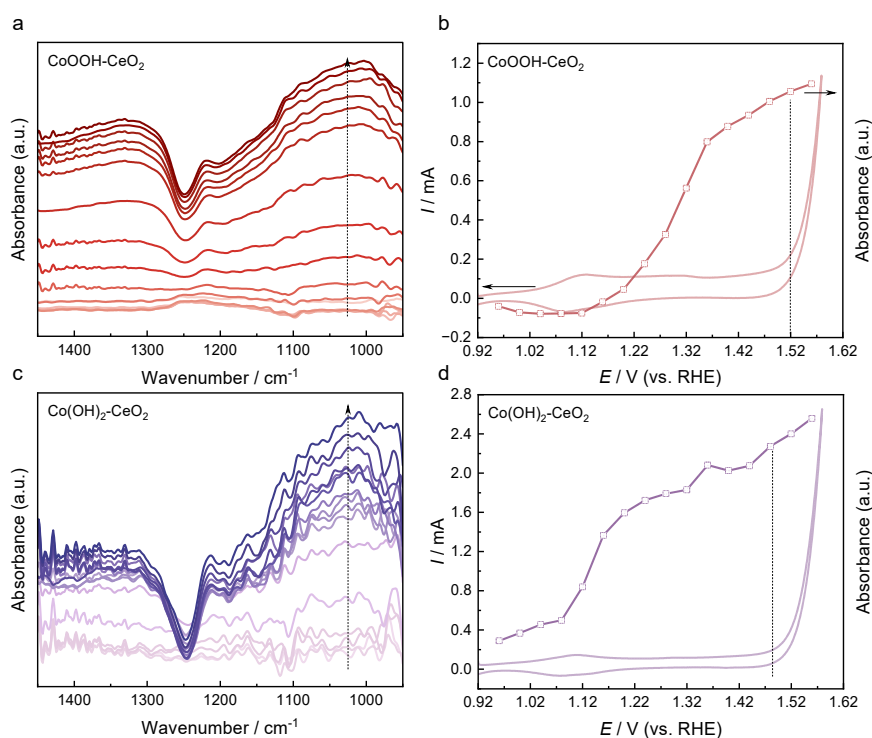 a
CoOOH-CeO₂
Absorbance (a.u.)
1400 1300 1200 1100 1000
Wavenumber / cm⁻¹
b
CoOOH-CeO₂
1.2
1.0
0.8
0.6
0.4
0.2
0.0
−0.2
I / mA
Absorbance (a.u.)
0.92 1.02 1.12 1.22 1.32 1.42 1.52 1.62
E / V (vs. RHE)
c
Co(OH)₂-CeO₂
Absorbance (a.u.)
1400 1300 1200 1100 1000
Wavenumber / cm⁻¹
d
Co(OH)₂-CeO₂
2.8
2.4
2.0
1.6
1.2
0.8
0.4
0.0
I / mA
Absorbance (a.u.)
0.92 1.02 1.12 1.22 1.32 1.42 1.52 1.62
E / V (vs. RHE)